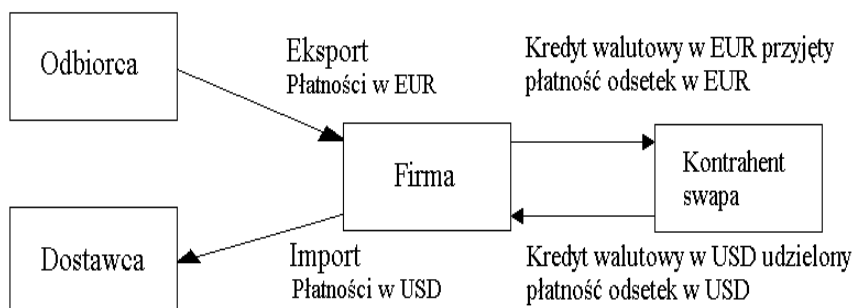 Odbiorca
Eksport
Płatności w EUR
Kredyt walutowy w EUR przyjęty
płatność odsetek w EUR
Firma
Kontrahent
swapa
Dostawca
Import
Płatności w USD
Kredyt walutowy w USD udzielony
płatność odsetek w USD